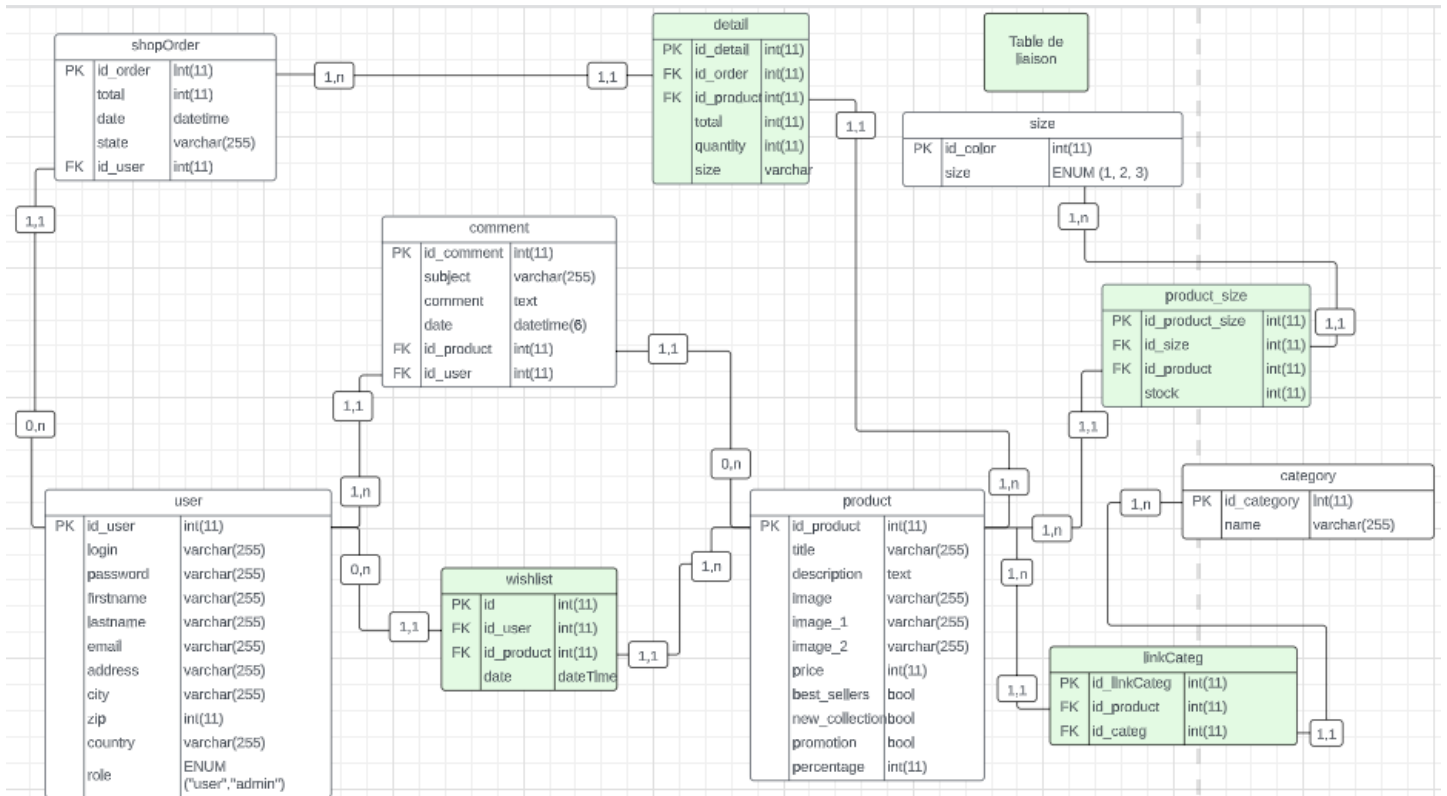 shopOrder
PK id_order Int(11)
total int(11)
date datetime
state varchar(255)
FK id_user int(11)
1,n
1,1
detail
PK id_detail int(11)
FK id_order int(11)
FK id_product int(11)
total int(11)
quantity int(11)
size varchar
Table de
liaison
1,1
size
PK id_color int(11)
size ENUM (1, 2, 3)
1,n
1,1
comment
PK id_comment int(11)
subject varchar(255)
comment text
date datetime(6)
FK id_product int(11)
FK id_user int(11)
product_size
PK id_product_size int(11)
FK id_size int(11)
FK id_product int(11)
stock int(11)
1,1
1,1
1,1
1,1
0,n
0,n
1,n
1,n
user
PK id_user int(11)
login varchar(255)
password varchar(255)
firstname varchar(255)
lastname varchar(255)
email varchar(255)
address varchar(255)
city varchar(255)
zip int(11)
country varchar(255)
role ENUM
("user","admin")
0,n
1,1
wishlist
PK id int(11)
FK id_user int(11)
FK id_product int(11)
date dateTime
1,n
1,1
product
PK id_product int(11)
title varchar(255)
description text
image varchar(255)
image_1 varchar(255)
image_2 varchar(255)
price int(11)
best_sellers bool
new_collection bool
promotion bool
percentage int(11)
1,n
1,n
1,1
1,n
category
PK id_category Int(11)
name varchar(255)
linkCateg
PK id_linkCateg int(11)
FK id_product int(11)
FK id_categ int(11)
1,1